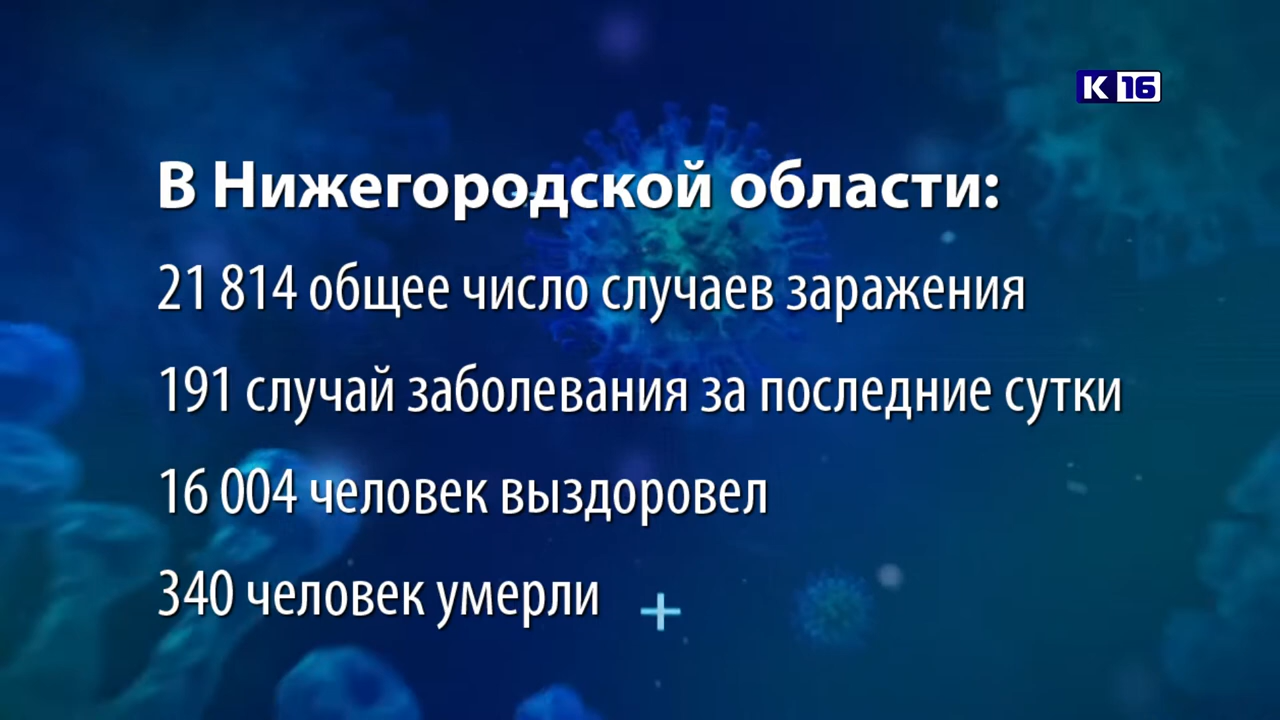 К 16
В Нижегородской области:
21 814 общее число случаев заражения
191 случай заболевания за последние сутки
16 004 человек выздоровел
340 человек умерли